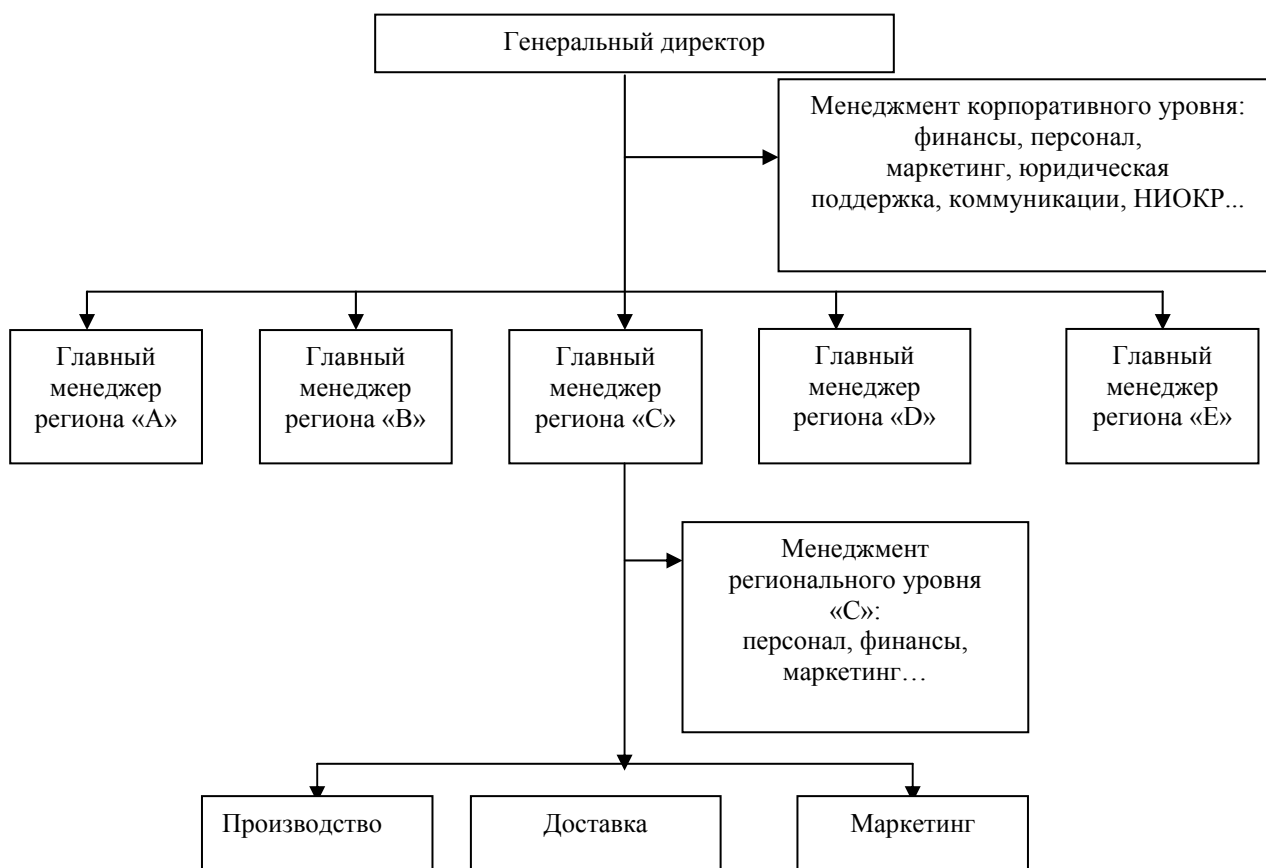 Генеральный директор
Менеджмент корпоративного уровня:
финансы, персонал,
маркетинг, юридическая
поддержка, коммуникации, НИОКР...
Главный
менеджер
региона «А»
Главный
менеджер
региона «В»
Главный
менеджер
региона «С»
Главный
менеджер
региона «D»
Главный
менеджер
региона «Е»
Менеджмент
регионального уровня
«С»:
персонал, финансы,
маркетинг…
Производство
Доставка
Маркетинг